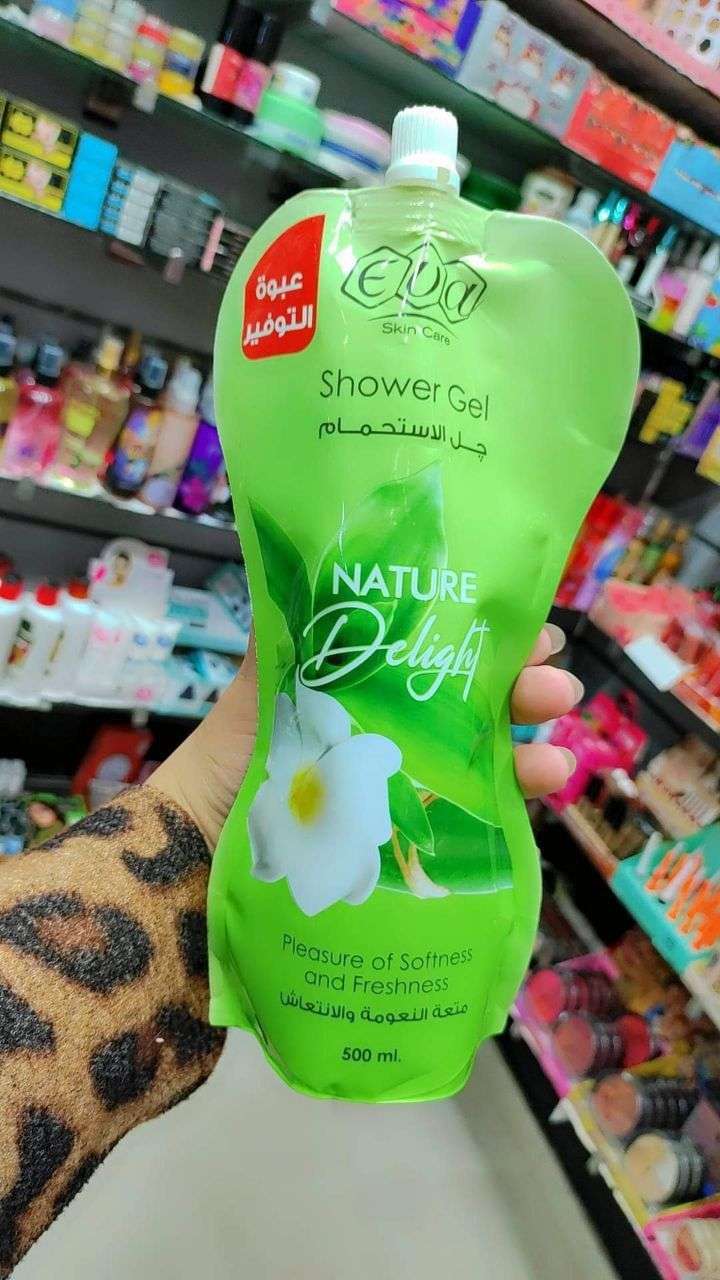 عبوة
التوفير
Eva
Skin Care
Shower Gel
چل الاستحمام
NATURE
Delight
Pleasure of Softness
and Freshness
متعة النعومة والانتعاش
500 ml.